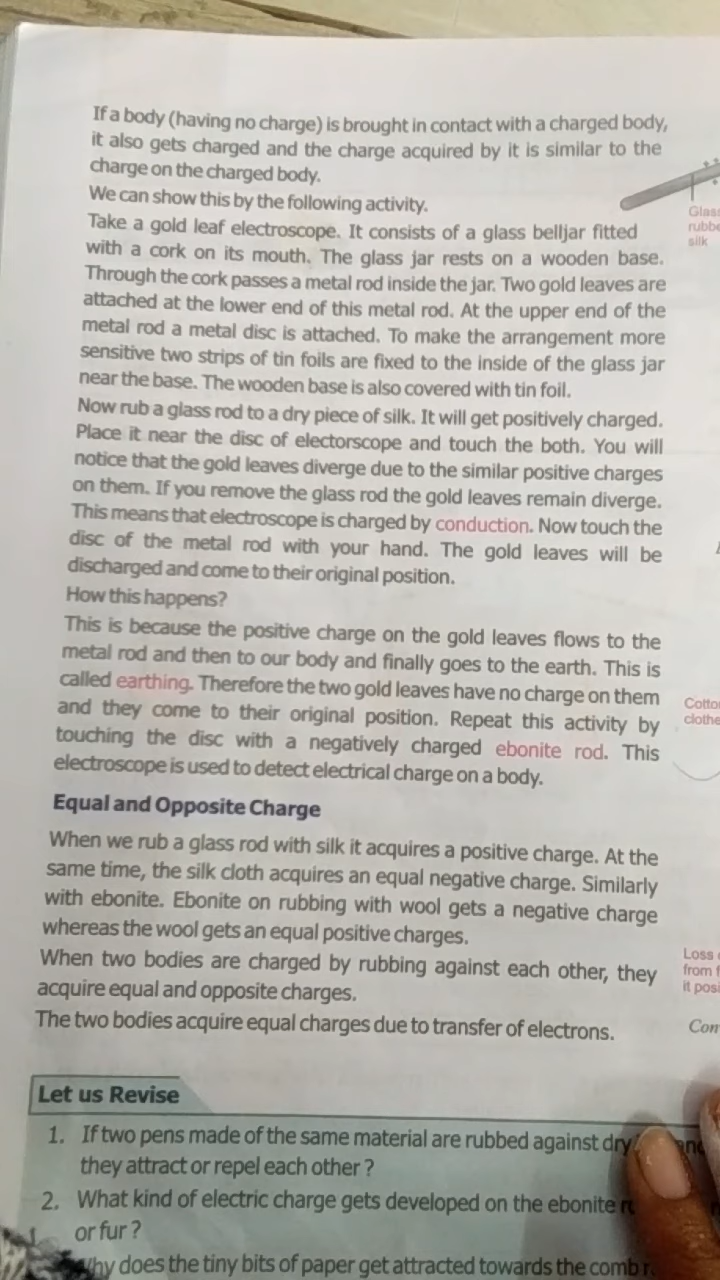 If a body (having no charge) is brought in contact with a charged body,
it also gets charged and the charge acquired by it is similar to the
charge on the charged body.
We can show this by the following activity.
Take a gold leaf electroscope. It consists of a glass belljar fitted
with a cork on its mouth. The glass jar rests on a wooden base.
Through the cork passes a metal rod inside the jar. Two gold leaves are
attached at the lower end of this metal rod. At the upper end of the
metal rod a metal disc is attached. To make the arrangement more
sensitive two strips of tin foils are fixed to the inside of the glass jar
near the base. The wooden base is also covered with tin foil.
Now rub a glass rod to a dry piece of silk. It will get positively charged.
Place it near the disc of electorscope and touch the both. You will
notice that the gold leaves diverge due to the similar positive charges
on them. If you remove the glass rod the gold leaves remain diverge.
This means that electroscope is charged by conduction. Now touch the
disc of the metal rod with your hand. The gold leaves will be
discharged and come to their original position.
How this happens?
This is because the positive charge on the gold leaves flows to the
metal rod and then to our body and finally goes to the earth. This is
called earthing. Therefore the two gold leaves have no charge on them
and they come to their original position. Repeat this activity by
touching the disc with a negatively charged ebonite rod. This
electroscope is used to detect electrical charge on a body.
Equal and Opposite Charge
When we rub a glass rod with silk it acquires a positive charge. At the
same time, the silk cloth acquires an equal negative charge. Similarly
with ebonite. Ebonite on rubbing with wool gets a negative charge
whereas the wool gets an equal positive charges.
When two bodies are charged by rubbing against each other, they
acquire equal and opposite charges.
The two bodies acquire equal charges due to transfer of electrons.
Let us Revise
1. If two pens made of the same material are rubbed against dry
they attract or repel each other ?
2. What kind of electric charge gets developed on the ebonite
or fur ?
does the tiny bits of paper get attracted towards the comb
silk
Loss
from
it